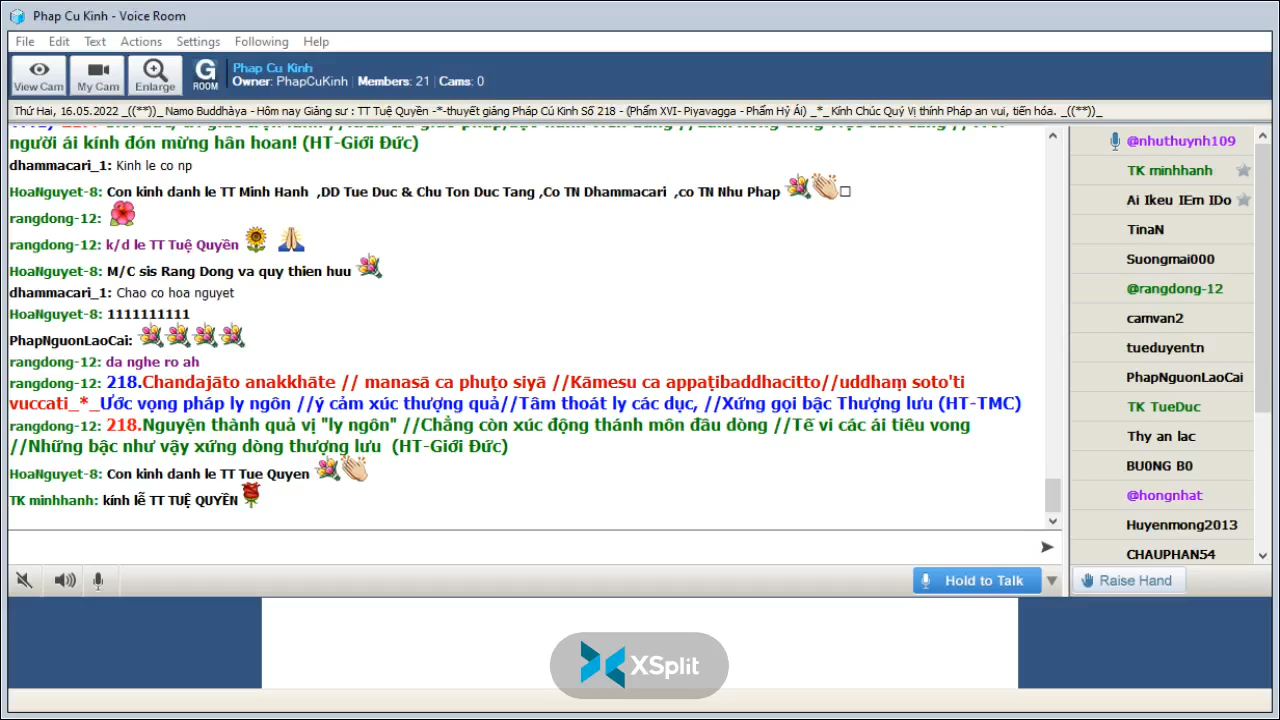 Phap Cu Kinh - Voice Room
File Edit Text Actions Settings Following Help
View Cam My Cam Enlarge G ROOM
Phap Cu Kinh
Owner: PhapCuKinh | Members: 21 | Cams: 0
Thứ Hai, 16.05.2022 _((**))_ Namo Buddhàya - Hôm nay Giảng sư : TT Tuệ Quyền -*-thuyết giảng Pháp Cú Kinh Số 218 - (Phẩm XVI- Piyavagga - Phẩm Hỷ Ái) _*_ Kính Chúc Quý Vị thính Pháp an vui, tiến hóa. _((**))_
người ái kính đón mừng hân hoan! (HT-Giới Đức)
dhammacari_1: Kinh le co np
HoaNguyet-8: Con kinh danh le TT Minh Hanh ,DD Tue Duc & Chu Ton Duc Tang ,Co TN Dhammacari ,co TN Nhu Phap
rangdong-12:
rangdong-12: k/d le TT Tuệ Quyền
HoaNguyet-8: M/C sis Rang Dong va quy thien huu
dhammacari_1: Chao co hoa nguyet
HoaNguyet-8: 1111111111
PhapNguonLaoCai:
rangdong-12: da nghe ro ah
rangdong-12: 218.Chandajāto anakkhāte // manasā ca phuṭo siyā //Kāmesu ca appaṭibaddhacitto//uddhaṃ soto'ti
vuccati_*_Ước vọng pháp ly ngôn //ý cảm xúc thượng quả//Tâm thoát ly các dục, //Xứng gọi bậc Thượng lưu (HT-TMC)
rangdong-12: 218.Nguyện thành quả vị "ly ngôn" //Chẳng còn xúc động thánh môn đầu dòng //Tế vi các ái tiêu vong
//Những bậc như vậy xứng dòng thượng lưu (HT-Giới Đức)
HoaNguyet-8: Con kinh danh le TT Tue Quyen
TK minhhanh: kính lễ TT TUỆ QUYỀN
@nhuthuynh109
TK minhhanh
Ai Ikeu IEm IDo
TinaN
Suongmai000
@rangdong-12
camvan2
tueduyentn
PhapNguonLaoCai
TK TueDuc
Thy an lac
BU0NG B0
@hongnhat
Huyenmong2013
CHAUPHAN54
Hold to Talk
Raise Hand
XSplit